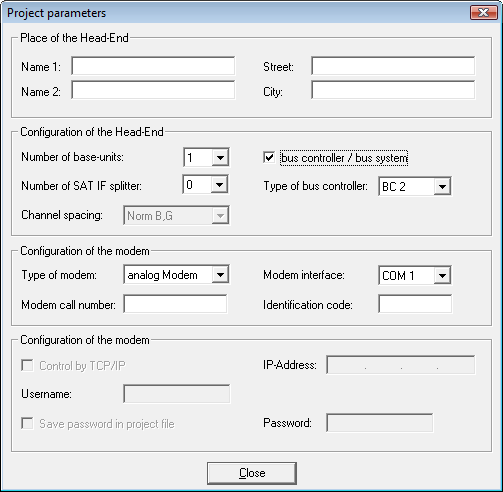 Project parameters
Place of the Head-End
Name 1: Street:
Name 2: City:
Configuration of the Head-End
Number of base-units: 1 bus controller / bus system
Number of SAT IF splitter: 0 Type of bus controller: BC 2
Channel spacing: Norm B,G
Configuration of the modem
Type of modem: analog Modem Modem interface: COM 1
Modem call number: Identification code:
Configuration of the modem
Control by TCP/IP IP-Address: . . .
Username:
Save password in project file Password:
Close